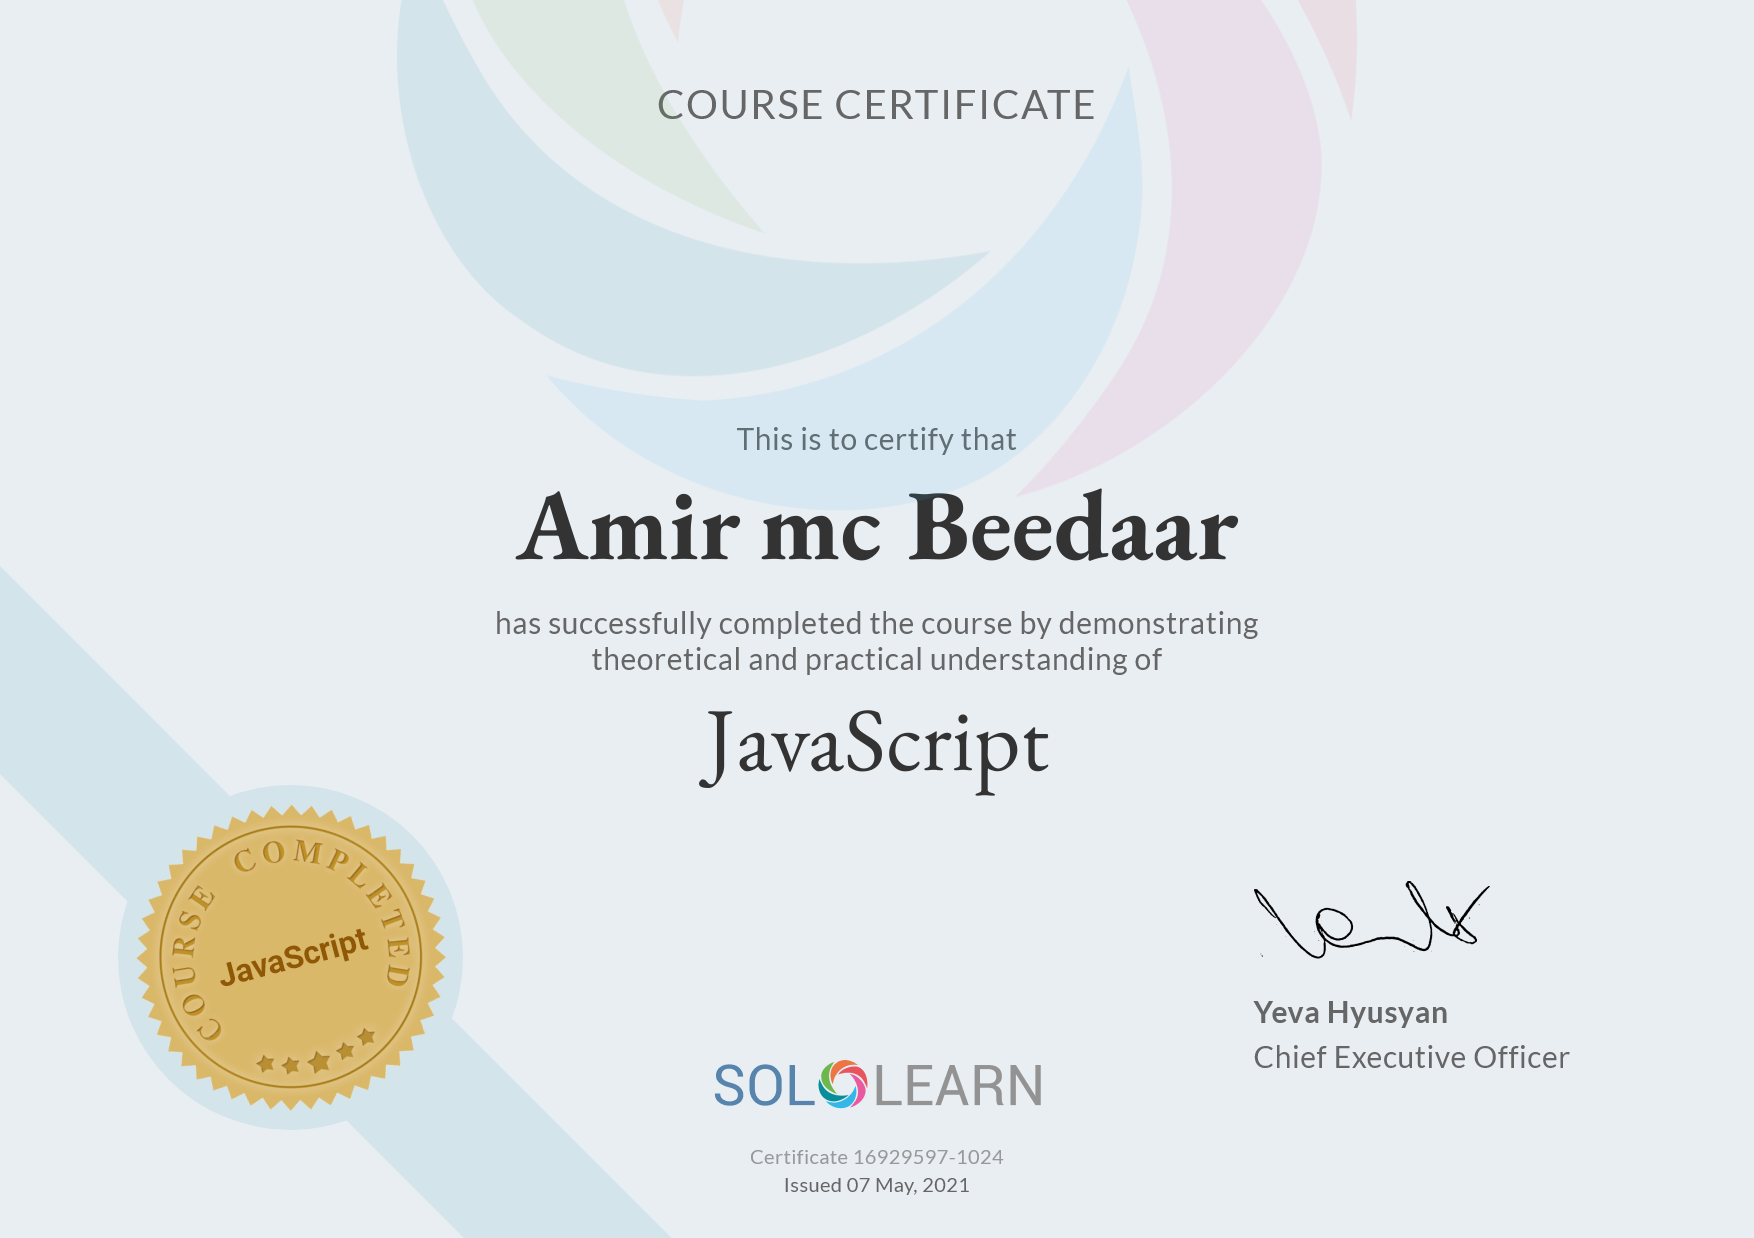 COURSE CERTIFICATE
This is to certify that
Amir mc Beedaar
has successfully completed the course by demonstrating
theoretical and practical understanding of
JavaScript
COURSE COMPLETED
JavaScript
Yeva Hyusyan
Chief Executive Officer
SOLOLEARN
Certificate 16929597-1024
Issued 07 May, 2021